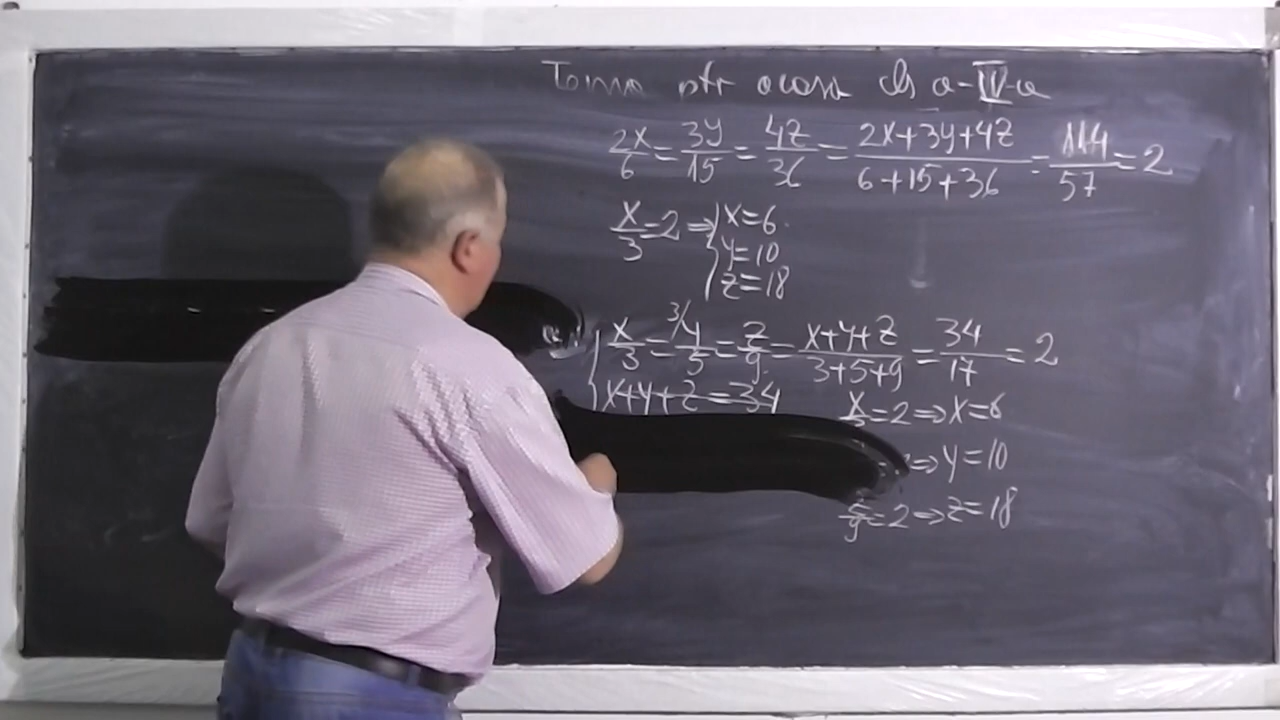 Tema ptr acasa cls a-IV-a
2x/6 = 3y/15 = 4z/36 = (2x+3y+4z)/(6+15+36) = 114/57 = 2
x/3 = 2 ⇒ { x=6
y=10
z=18
{ x/3 = 3/y/5 = z/9 = (x+y+z)/(3+5+9) = 34/17 = 2
x+y+z=34
x/3 = 2 ⇒ x=6
⇒ y=10
z/9 = 2 ⇒ z=18